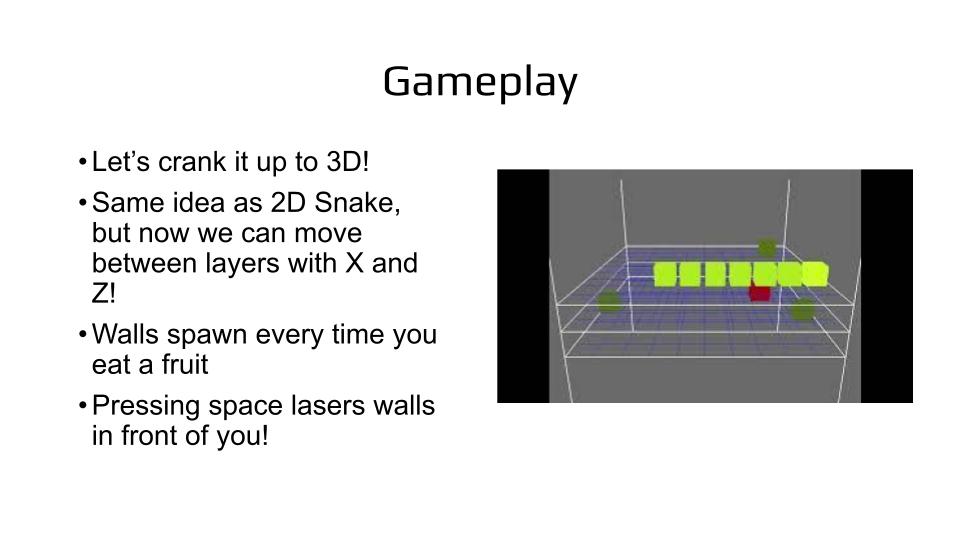 Gameplay
•Let’s crank it up to 3D!
•Same idea as 2D Snake,
but now we can move
between layers with X and
Z!
•Walls spawn every time you
eat a fruit
•Pressing space lasers walls
in front of you!